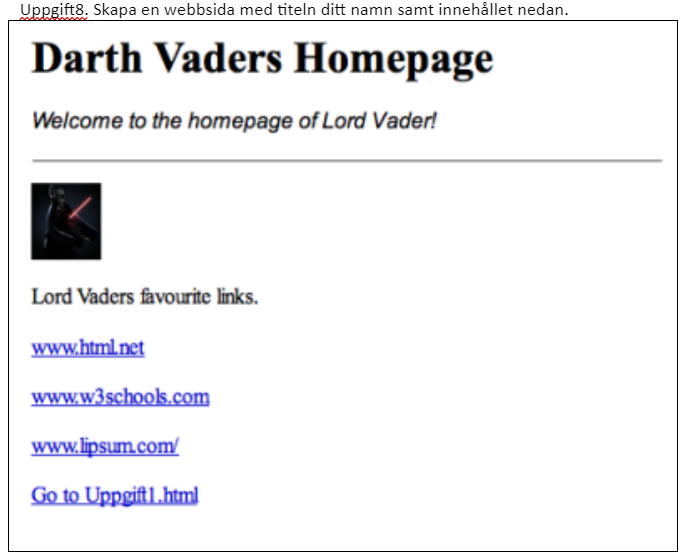 Uppgift8. Skapa en webbsida med titeln ditt namn samt innehållet nedan.
Darth Vaders Homepage
Welcome to the homepage of Lord Vader!
Lord Vaders favourite links.
www.html.net
www.w3schools.com
www.lipsum.com/
Go to Uppgift1.html